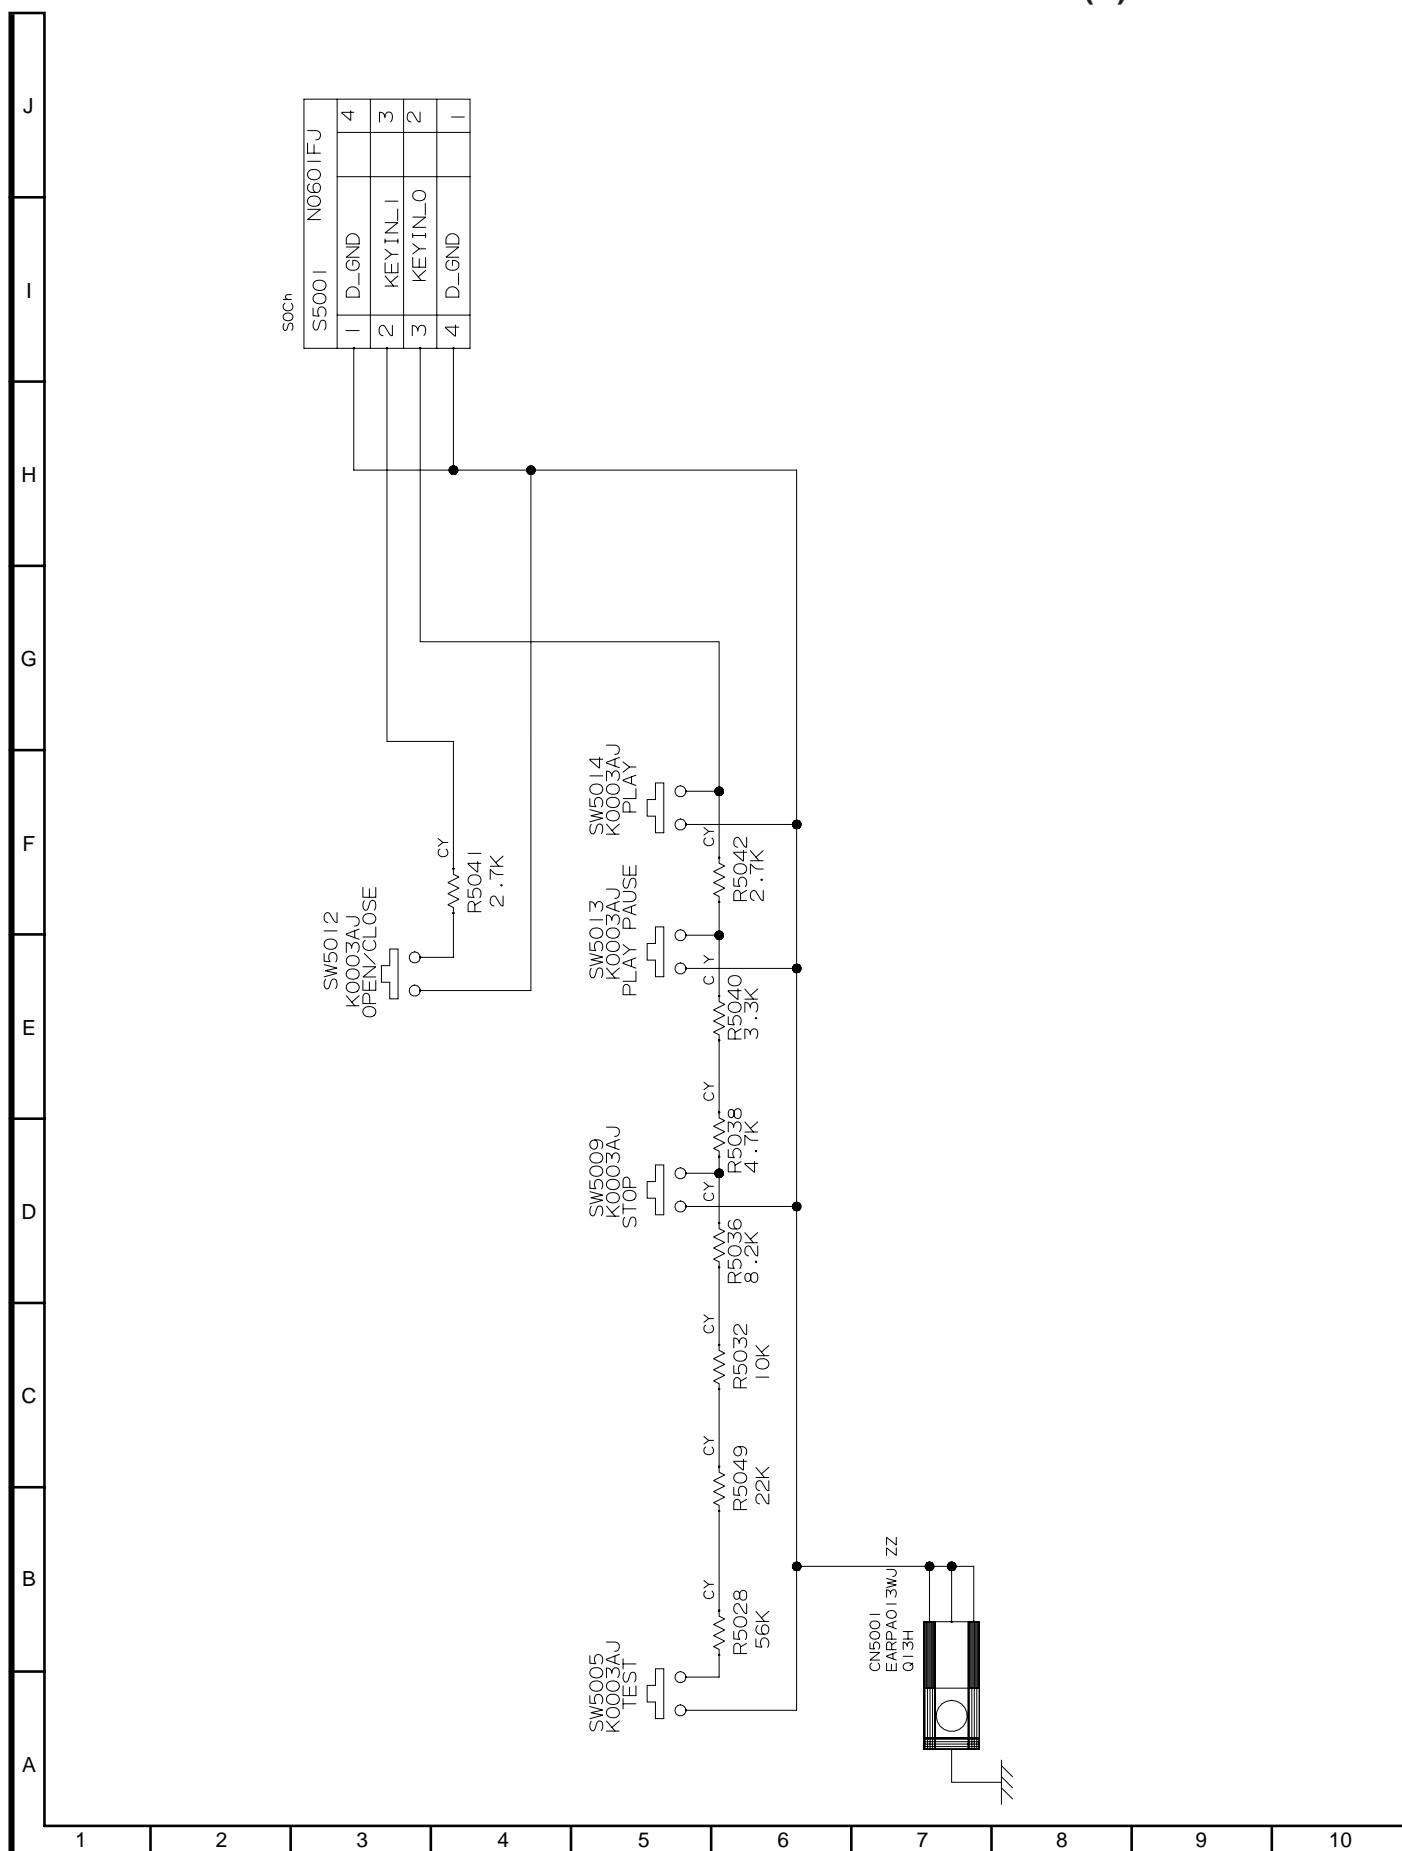 J
I
H
G
F
E
D
C
B
A
SOCh
S5001 N0601FJ
1 D_GND 4
2 KEYIN_1 3
3 KEYIN_0 2
4 D_GND 1
SW5012
K0003AJ
OPEN/CLOSE
CY
R5041
2.7K
SW5014
K0003AJ
PLAY
CY
R5042
2.7K
SW5013
K0003AJ
PLAY PAUSE
CY
R5040
3.3K
CY
R5038
4.7K
SW5009
K0003AJ
STOP
CY
R5036
8.2K
CY
R5032
10K
CY
R5049
22K
CY
R5028
56K
SW5005
K0003AJ
TEST
CN5001
EARPA013WJ ZZ
Q13H
1 2 3 4 5 6 7 8 9 10